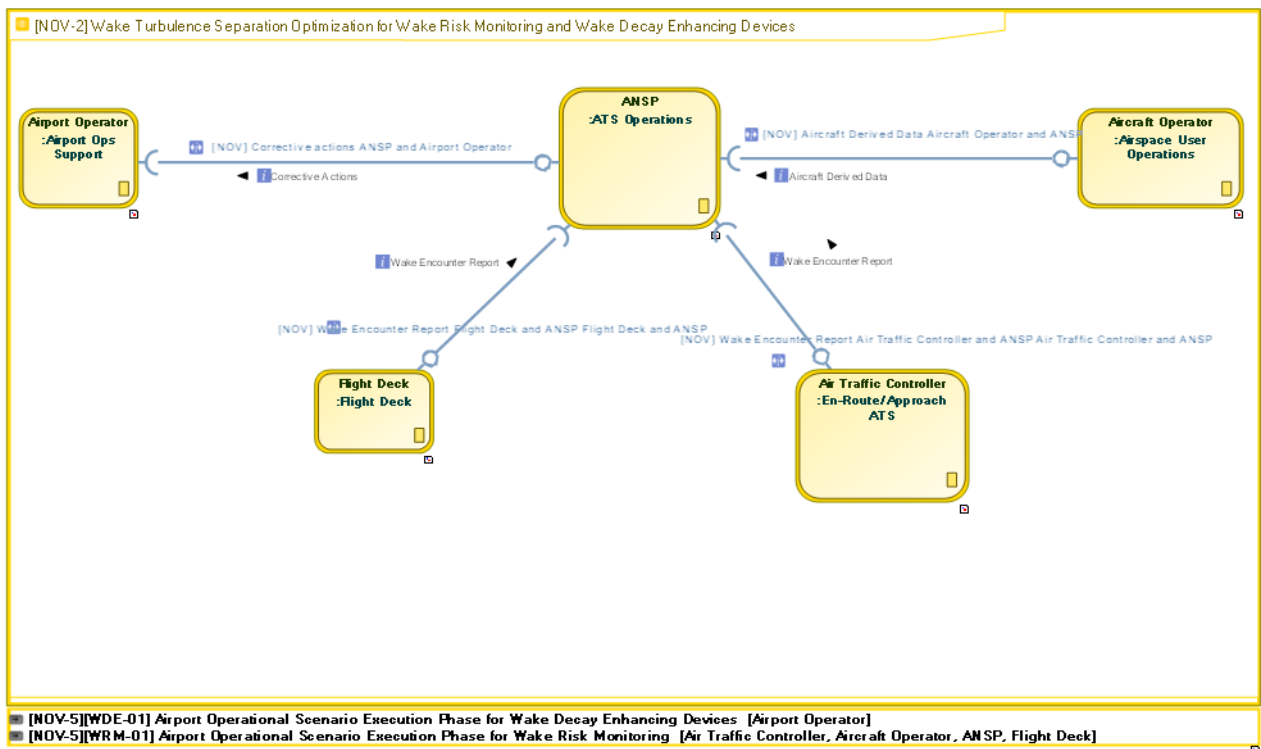 [NOV-2] Wake Turbulence Separation Optimization for Wake Risk Monitoring and Wake Decay Enhancing Devices
ANSP
:ATS Operations
Airport Operator
:Airport Ops
Support
Aircraft Operator
:Airspace User
Operations
[NOV] Corrective actions ANSP and Airport Operator
Corrective Actions
[NOV] Aircraft Derived Data Aircraft Operator and ANSP
Aircraft Derived Data
Wake Encounter Report
Wake Encounter Report
[NOV] Wake Encounter Report Flight Deck and ANSP Flight Deck and ANSP
[NOV] Wake Encounter Report Air Traffic Controller and ANSP Air Traffic Controller and ANSP
Flight Deck
:Flight Deck
Air Traffic Controller
:En-Route/Approach
ATS
[NOV-5][WDE-01] Airport Operational Scenario Execution Phase for Wake Decay Enhancing Devices [Airport Operator]
[NOV-5][WRM-01] Airport Operational Scenario Execution Phase for Wake Risk Monitoring [Air Traffic Controller, Aircraft Operator, ANSP, Flight Deck]